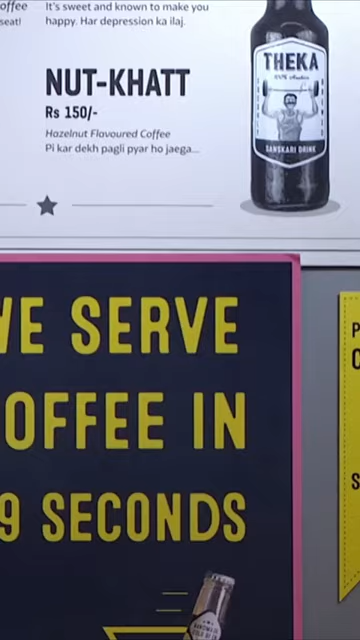 offee It's sweet and known to make you
seat! happy. Har depression ka ilaj.
NUT-KHATT
Rs 150/-
Hazelnut Flavoured Coffee
Pi kar dekh pagli pyar ho jaega...
THEKA
SANSKARI DRINK
WE SERVE
OFFEE IN
9 SECONDS
P
S